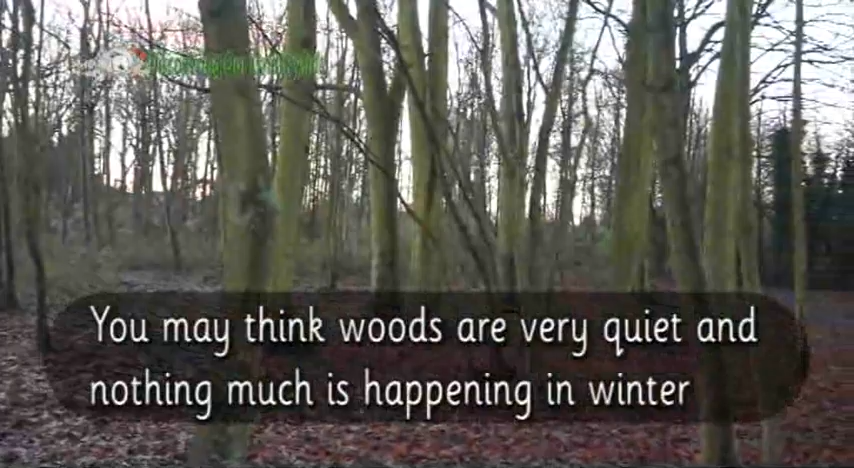 You may think woods are very quiet and
nothing much is happening in winter